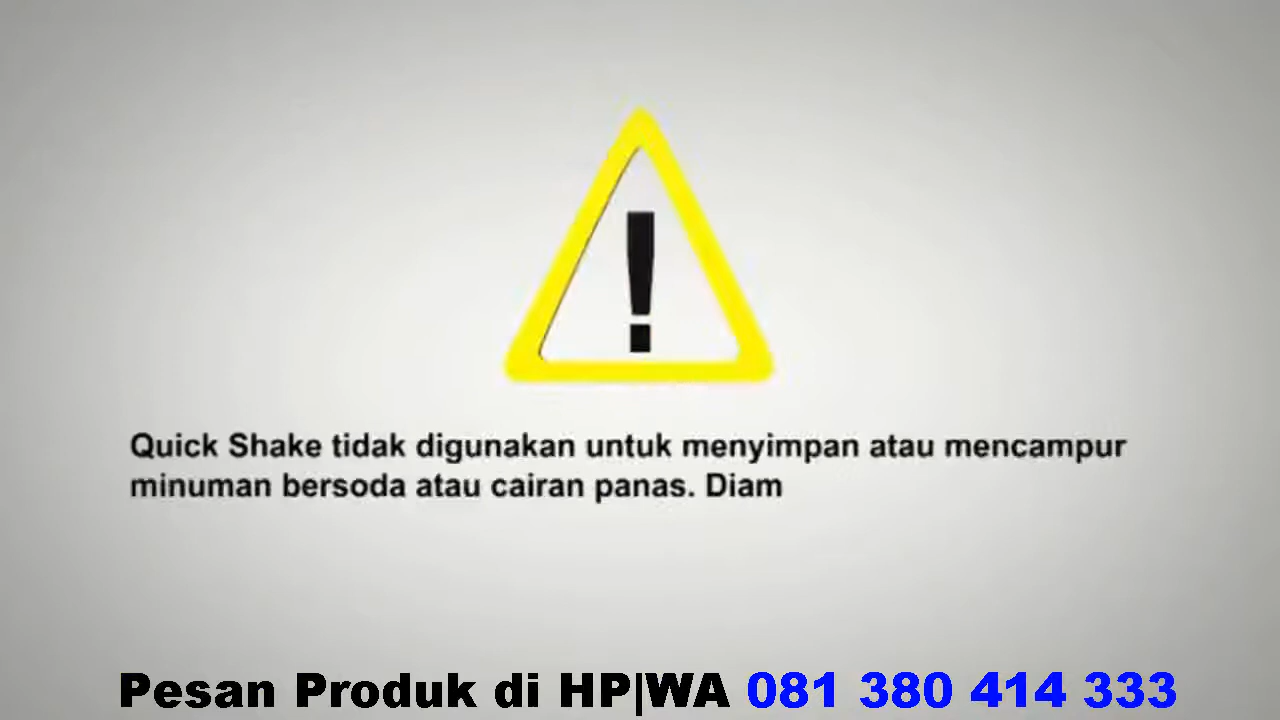 Quick Shake tidak digunakan untuk menyimpan atau mencampur
minuman bersoda atau cairan panas. Diam
Pesan Produk di HP|WA 081 380 414 333